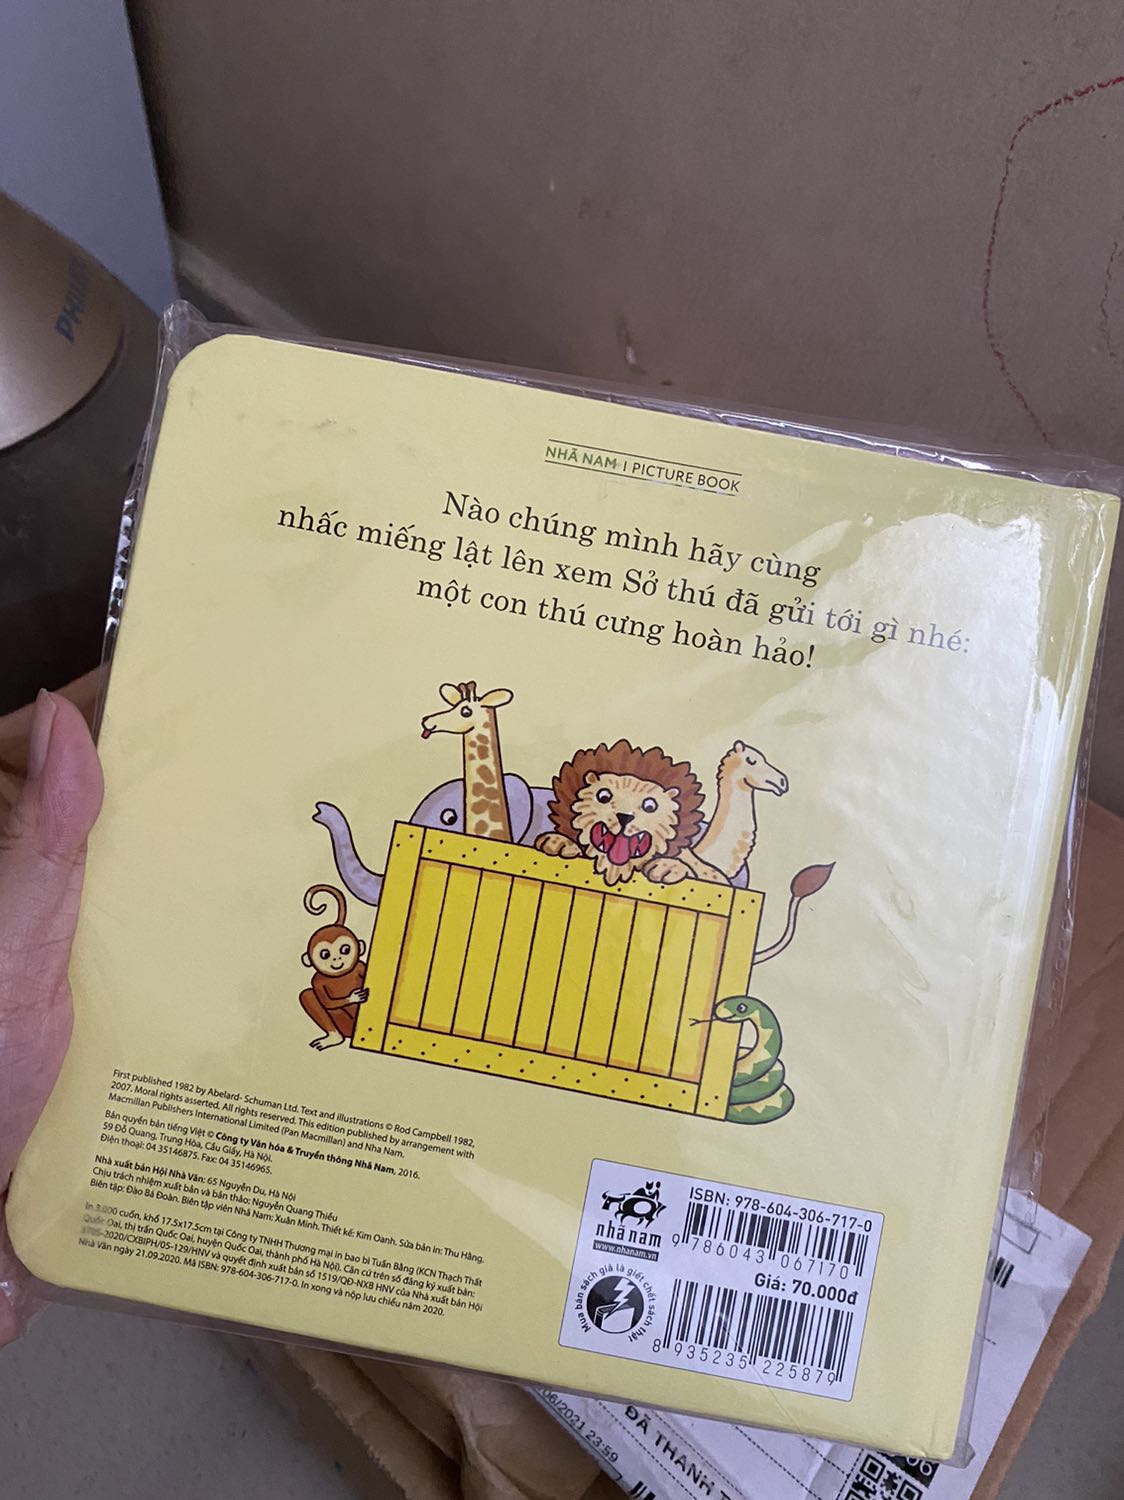 NHÃ NAM | PICTURE BOOK
Nào chúng mình hãy cùng
nhấc miếng lật lên xem Sở thú đã gửi tới gì nhé:
một con thú cưng hoàn hảo!
First published 1982 by Abelard- Schuman Ltd. Text and illustrations © Rod Campbell 1982,
2007. Moral rights asserted. All rights reserved. This edition published by arrangement with
Macmillan Publishers International Limited (Pan Macmillan) and Nha Nam.
Bản quyền bản tiếng Việt © Công ty Văn hóa & Truyền thông Nhã Nam, 2016.
59 Đỗ Quang, Trung Hòa, Cầu Giấy, Hà Nội.
Điện thoại: 04 35146875. Fax: 04 35146965.
Nhà xuất bản Hội Nhà Văn: 65 Nguyễn Du, Hà Nội
Chịu trách nhiệm xuất bản và bản thảo: Nguyễn Quang Thiều
Biên tập: Đào Bá Đoàn. Biên tập viên Nhã Nam: Xuân Minh. Thiết kế: Kim Oanh. Sửa bản in: Thu Hằng.
In 3.000 cuốn, khổ 17.5x17.5cm tại Công ty TNHH Thương mại in bao bì Tuấn Bằng (KCN Thạch Thất
Quốc Oai, thị trấn Quốc Oai, huyện Quốc Oai, thành phố Hà Nội). Căn cứ trên số đăng ký xuất bản:
-2020/CXBIPH/05-129/HNV và quyết định xuất bản số 1519/QĐ-NXB HNV của Nhà xuất bản Hội
Nhà Văn ngày 21.09.2020. Mã ISBN: 978-604-306-717-0. In xong và nộp lưu chiểu năm 2020.
nhã nam
www.nhanam.vn
Mua bán sách giả là giết chết sách thật
ISBN: 978-604-306-717-0
9 786043 067170
Giá: 70.000đ
8 935235 225879
06/2021 23:59
ĐÃ THANH T